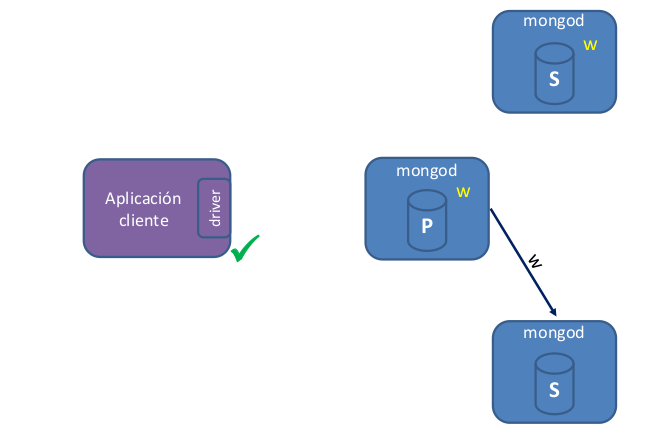 mongod
W
S
Aplicación
cliente
driver
mongod
W
P
W
mongod
S